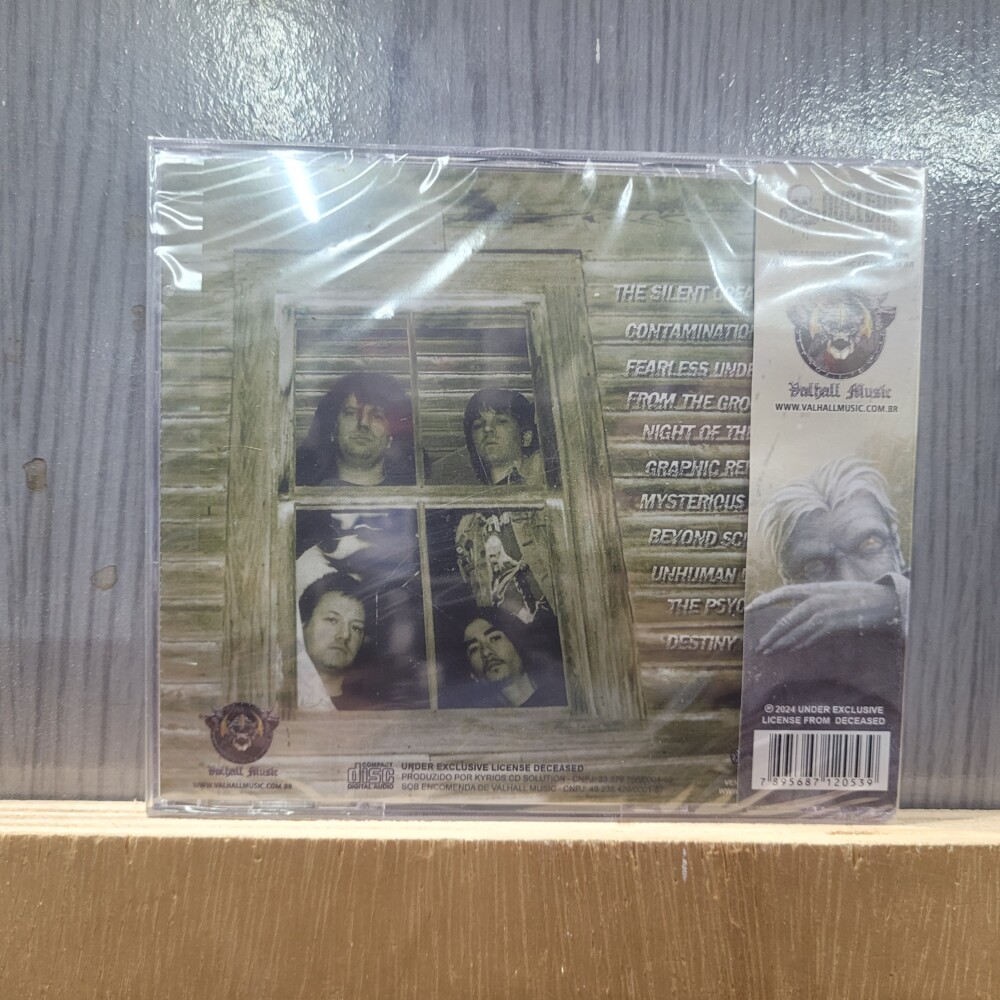 THE SILENT
CONTAMINATIO
FEARLESS UNDE
FROM THE GRO
NIGHT OF TH
GRAPHIC RE
MYSTERIOUS
BEYOND SC
UNHUMAN
THE PSYC
DESTINY
Valhall Music
WWW.VALHALLMUSIC.COM.BR
℗ 2024 UNDER EXCLUSIVE
LICENSE FROM DECEASED
7 895687 120539
Valhall Music
WWW.VALHALLMUSIC.COM.BR
COMPACT
disc
DIGITAL AUDIO
UNDER EXCLUSIVE LICENSE DECEASED
PRODUZIDO POR KYRIOS CD SOLUTION - CNPJ:
SOB ENCOMENDA DE VALHALL MUSIC - CNPJ: